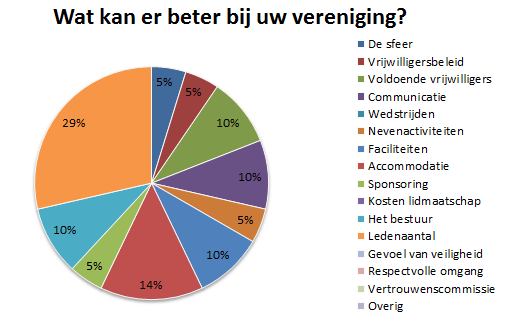 Wat kan er beter bij uw vereniging?
De sfeer
Vrijwilligersbeleid
Voldoende vrijwilligers
Communicatie
Wedstrijden
Nevenactiviteiten
Faciliteiten
Accommodatie
Sponsoring
Kosten lidmaatschap
Het bestuur
Ledenaantal
Gevoel van veiligheid
Respectvolle omgang
Vertrouwenscommissie
Overig
5%
5%
10%
10%
5%
10%
14%
5%
10%
29%